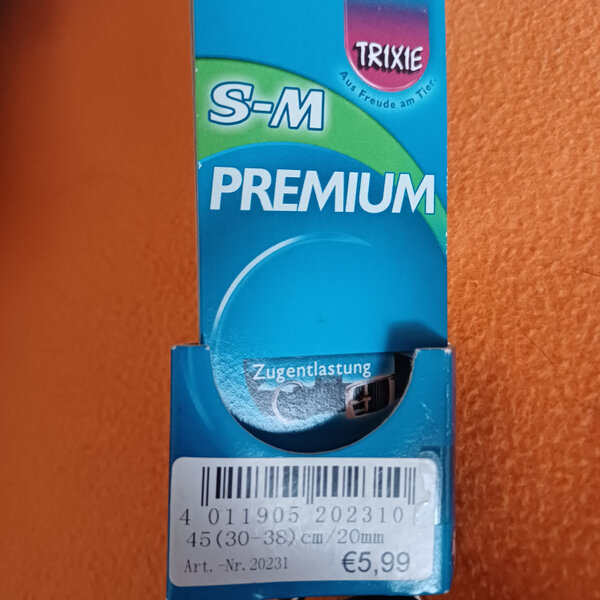 TRIXIE
Aus Freude am Tier.
S-M
PREMIUM
Zugentlastung
4 011905 202310
45(30-38)cm/20mm
Art.-Nr.20231
€5,99